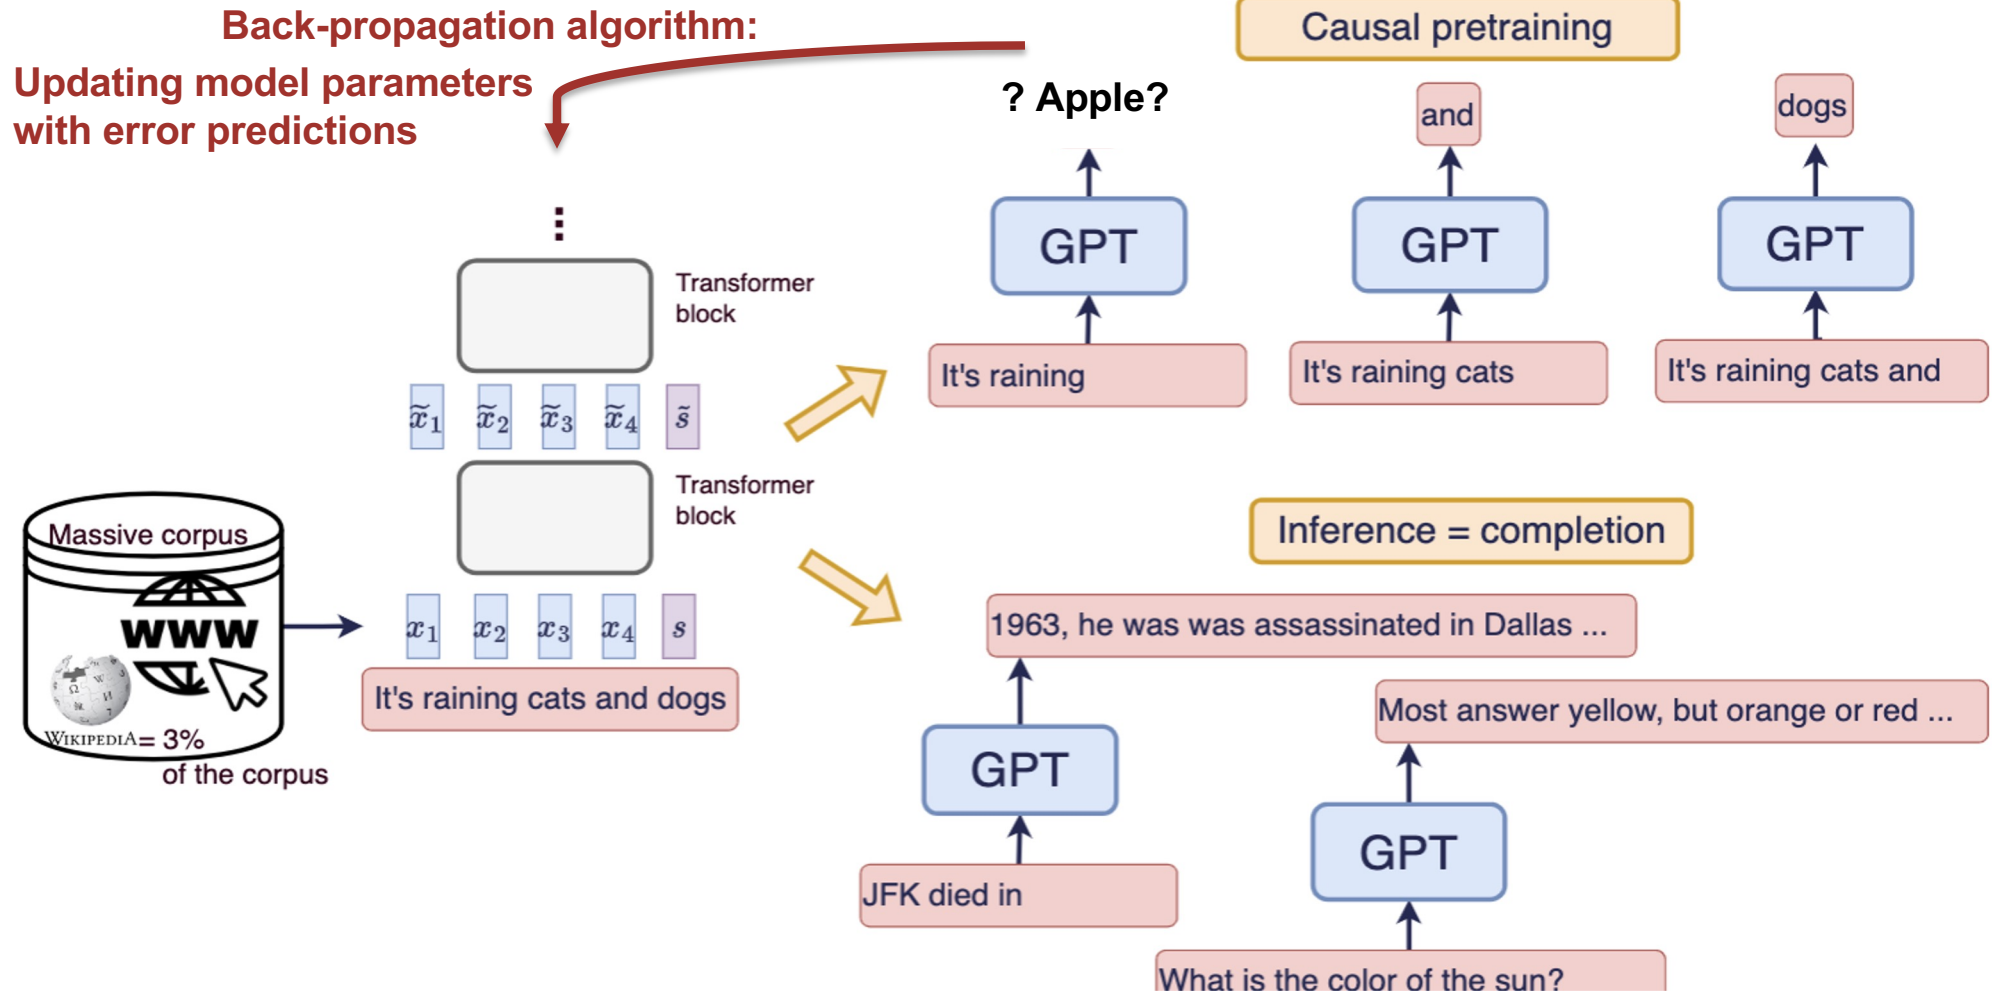 Back-propagation algorithm:
Updating model parameters
with error predictions
Causal pretraining
? Apple?
and
dogs
GPT
GPT
GPT
It's raining
It's raining cats
It's raining cats and
Transformer
block
x̃₁ x̃₂ x̃₃ x̃₄ s̃
Transformer
block
x₁ x₂ x₃ x₄ s
It's raining cats and dogs
Massive corpus
www
WIKIPEDIA = 3%
of the corpus
Inference = completion
1963, he was was assassinated in Dallas ...
GPT
JFK died in
Most answer yellow, but orange or red ...
GPT
What is the color of the sun?